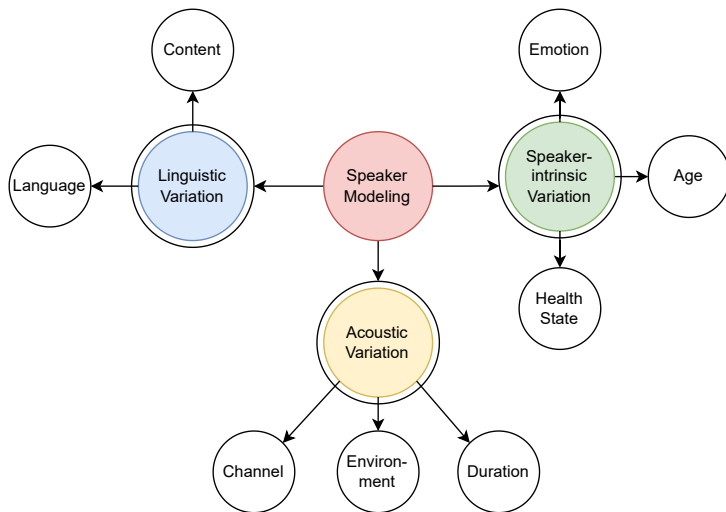 Content
Emotion
Language
Linguistic
Variation
Speaker
Modeling
Speaker-
intrinsic
Variation
Age
Health
State
Acoustic
Variation
Channel
Environ-
ment
Duration